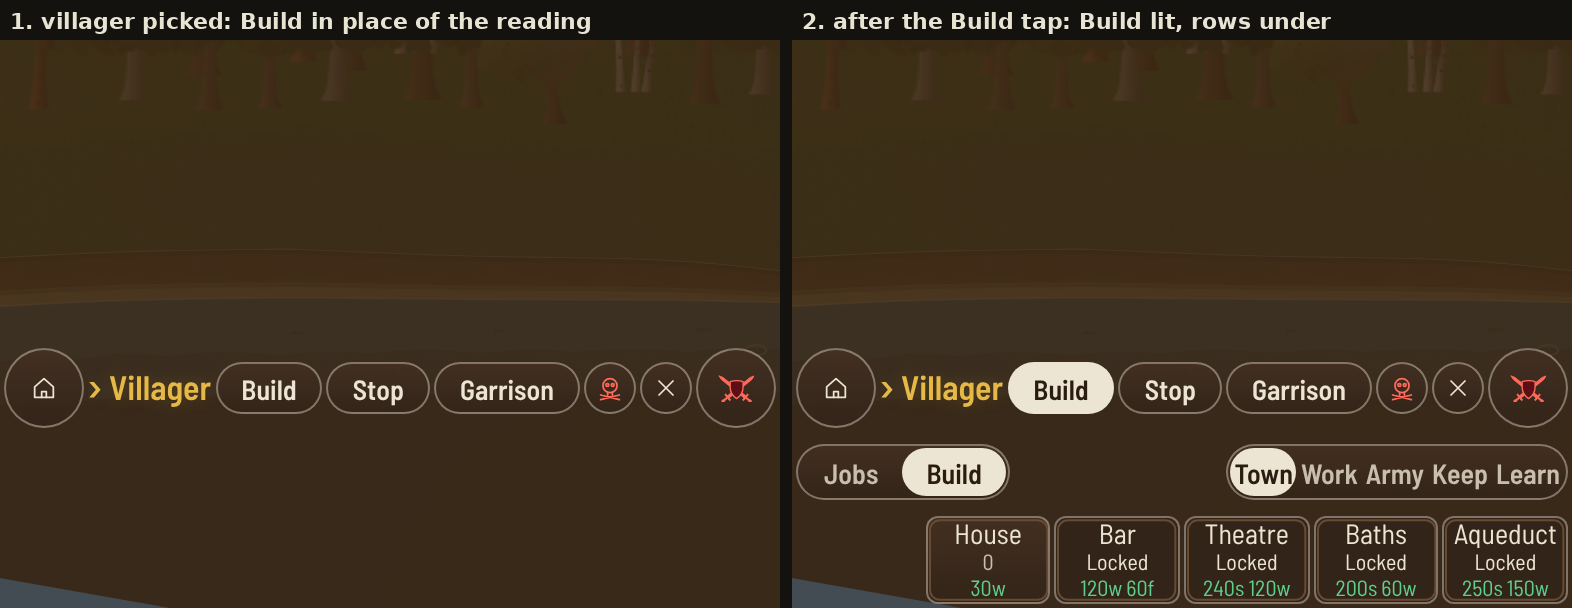 1. villager picked: Build in place of the reading
› Villager Build Stop Garrison
2. after the Build tap: Build lit, rows under
› Villager Build Stop Garrison
Jobs Build Town Work Army Keep Learn
House Bar Theatre Baths Aqueduct
0 Locked Locked Locked Locked
30w 120w 60f 240s 120w 200s 60w 250s 150w